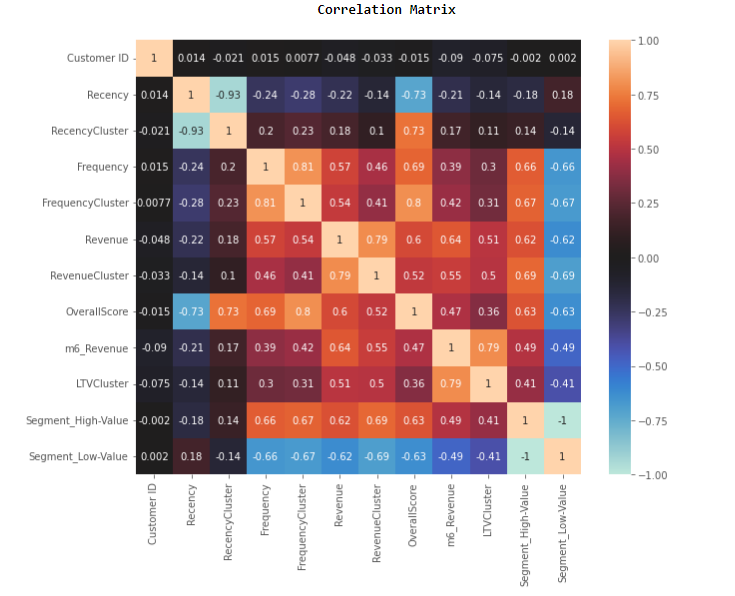 Correlation Matrix
Customer ID 1 0.014 -0.021 0.015 0.0077 -0.048 -0.033 -0.015 -0.09 -0.075 -0.002 0.002
Recency 0.014 1 -0.93 -0.24 -0.28 -0.22 -0.14 -0.73 -0.21 -0.14 -0.18 0.18
RecencyCluster -0.021 -0.93 1 0.2 0.23 0.18 0.1 0.73 0.17 0.11 0.14 -0.14
Frequency 0.015 -0.24 0.2 1 0.81 0.57 0.46 0.69 0.39 0.3 0.66 -0.66
FrequencyCluster 0.0077 -0.28 0.23 0.81 1 0.54 0.41 0.8 0.42 0.31 0.67 -0.67
Revenue -0.048 -0.22 0.18 0.57 0.54 1 0.79 0.6 0.64 0.51 0.62 -0.62
RevenueCluster -0.033 -0.14 0.1 0.46 0.41 0.79 1 0.52 0.55 0.5 0.69 -0.69
OverallScore -0.015 -0.73 0.73 0.69 0.8 0.6 0.52 1 0.47 0.36 0.63 -0.63
m6_Revenue -0.09 -0.21 0.17 0.39 0.42 0.64 0.55 0.47 1 0.79 0.49 -0.49
LTVCluster -0.075 -0.14 0.11 0.3 0.31 0.51 0.5 0.36 0.79 1 0.41 -0.41
Segment_High-Value -0.002 -0.18 0.14 0.66 0.67 0.62 0.69 0.63 0.49 0.41 1 -1
Segment_Low-Value 0.002 0.18 -0.14 -0.66 -0.67 -0.62 -0.69 -0.63 -0.49 -0.41 -1 1
Customer ID
Recency
RecencyCluster
Frequency
FrequencyCluster
Revenue
RevenueCluster
OverallScore
m6_Revenue
LTVCluster
Segment_High-Value
Segment_Low-Value
1.00
0.75
0.50
0.25
0.00
−0.25
−0.50
−0.75
−1.00